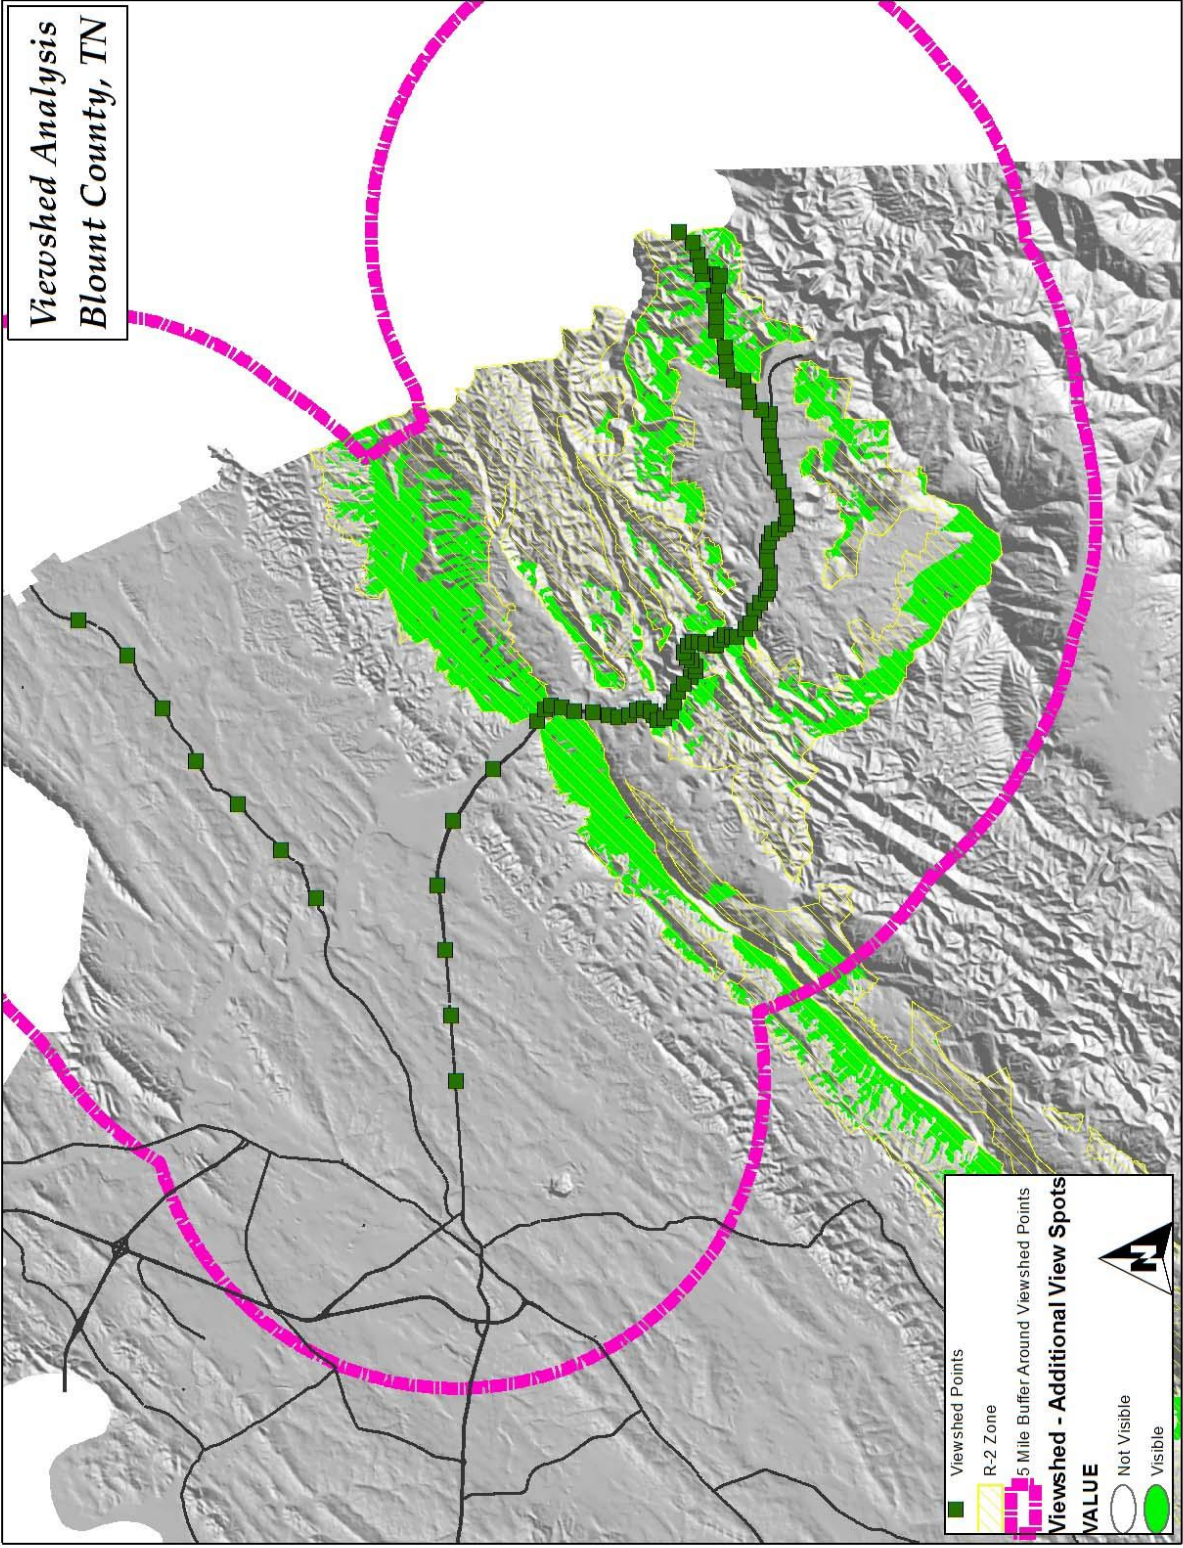 Viewshed Analysis
Blount County, TN
Viewshed Points
R-2 Zone
5 Mile Buffer Around Viewshed Points
Viewshed - Additional View Spots
VALUE
Not Visible
Visible
N